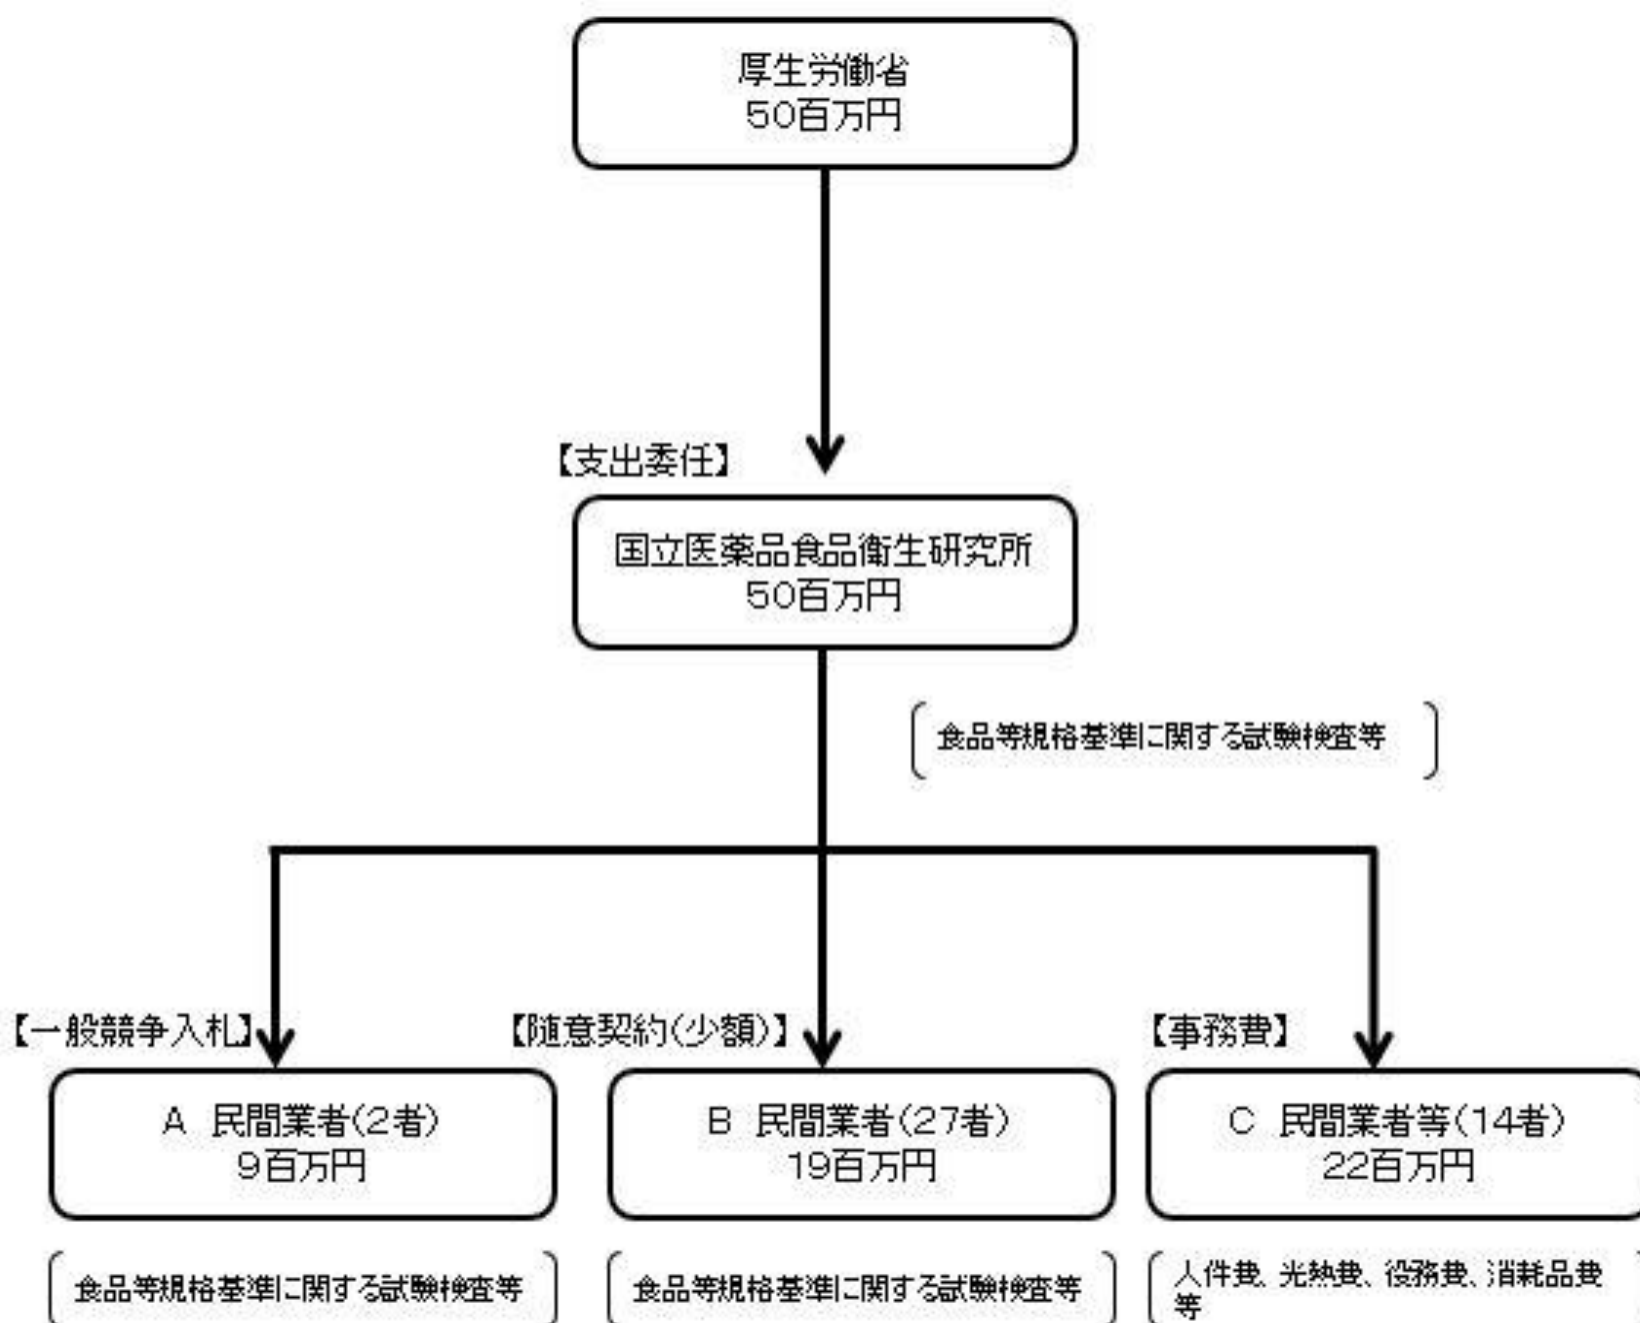 厚生労働省
50百万円
【支出委任】
国立医薬品食品衛生研究所
50百万円
食品等規格基準に関する試験検査等
【一般競争入札】
【随意契約(少額)】
【事務費】
A 民間業者(2者)
9百万円
B 民間業者(27者)
19百万円
C 民間業者等(14者)
22百万円
食品等規格基準に関する試験検査等
食品等規格基準に関する試験検査等
人件費、光熱費、役務費、消耗品費
等